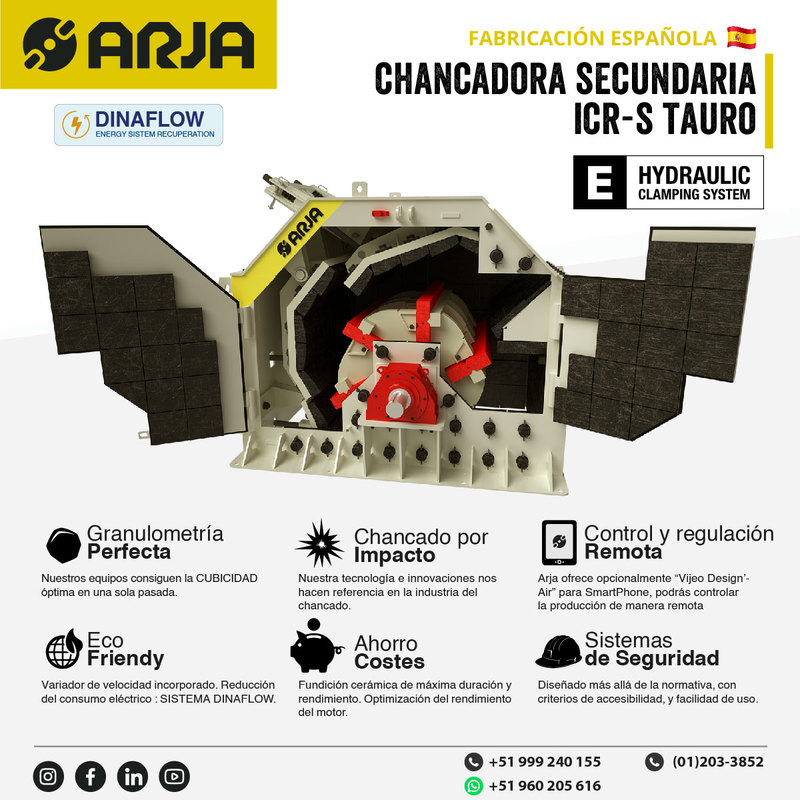 ARJA
FABRICACIÓN ESPAÑOLA
CHANCADORA SECUNDARIA
ICR-S TAURO
DINAFLOW
ENERGY SISTEM RECUPERATION
E HYDRAULIC
CLAMPING SYSTEM
ARJA
Granulometría
Perfecta
Nuestros equipos consiguen la CUBICIDAD
óptima en una sola pasada.
Chancado por
Impacto
Nuestra tecnología e innovaciones nos
hacen referencia en la industria del
chancado.
Control y regulación
Remota
Arja ofrece opcionalmente “Vijeo Design’-
Air” para SmartPhone, podrás controlar
la producción de manera remota
Eco
Friendy
Variador de velocidad incorporado. Reducción
del consumo eléctrico : SISTEMA DINAFLOW.
Ahorro
Costes
Fundición cerámica de máxima duración y
rendimiento. Optimización del rendimiento
del motor.
Sistemas
de Seguridad
Diseñado más allá de la normativa, con
criterios de accesibilidad, y facilidad de uso.
+51 999 240 155
(01)203-3852
+51 960 205 616